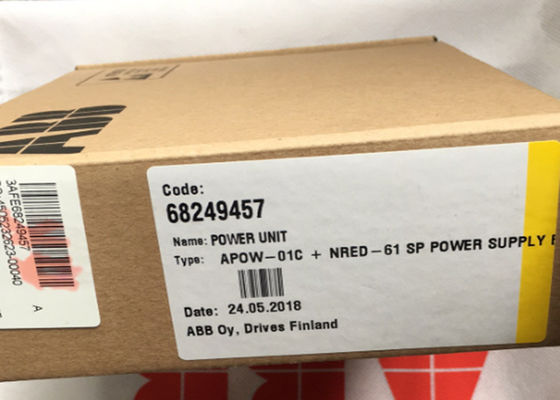 ABB
3AFE68249457
A
Code:
68249457
Name: POWER UNIT
Type: APOW-01C + NRED-61 SP POWER SUPPLY
Date: 24.05.2018
ABB Oy, Drives Finland